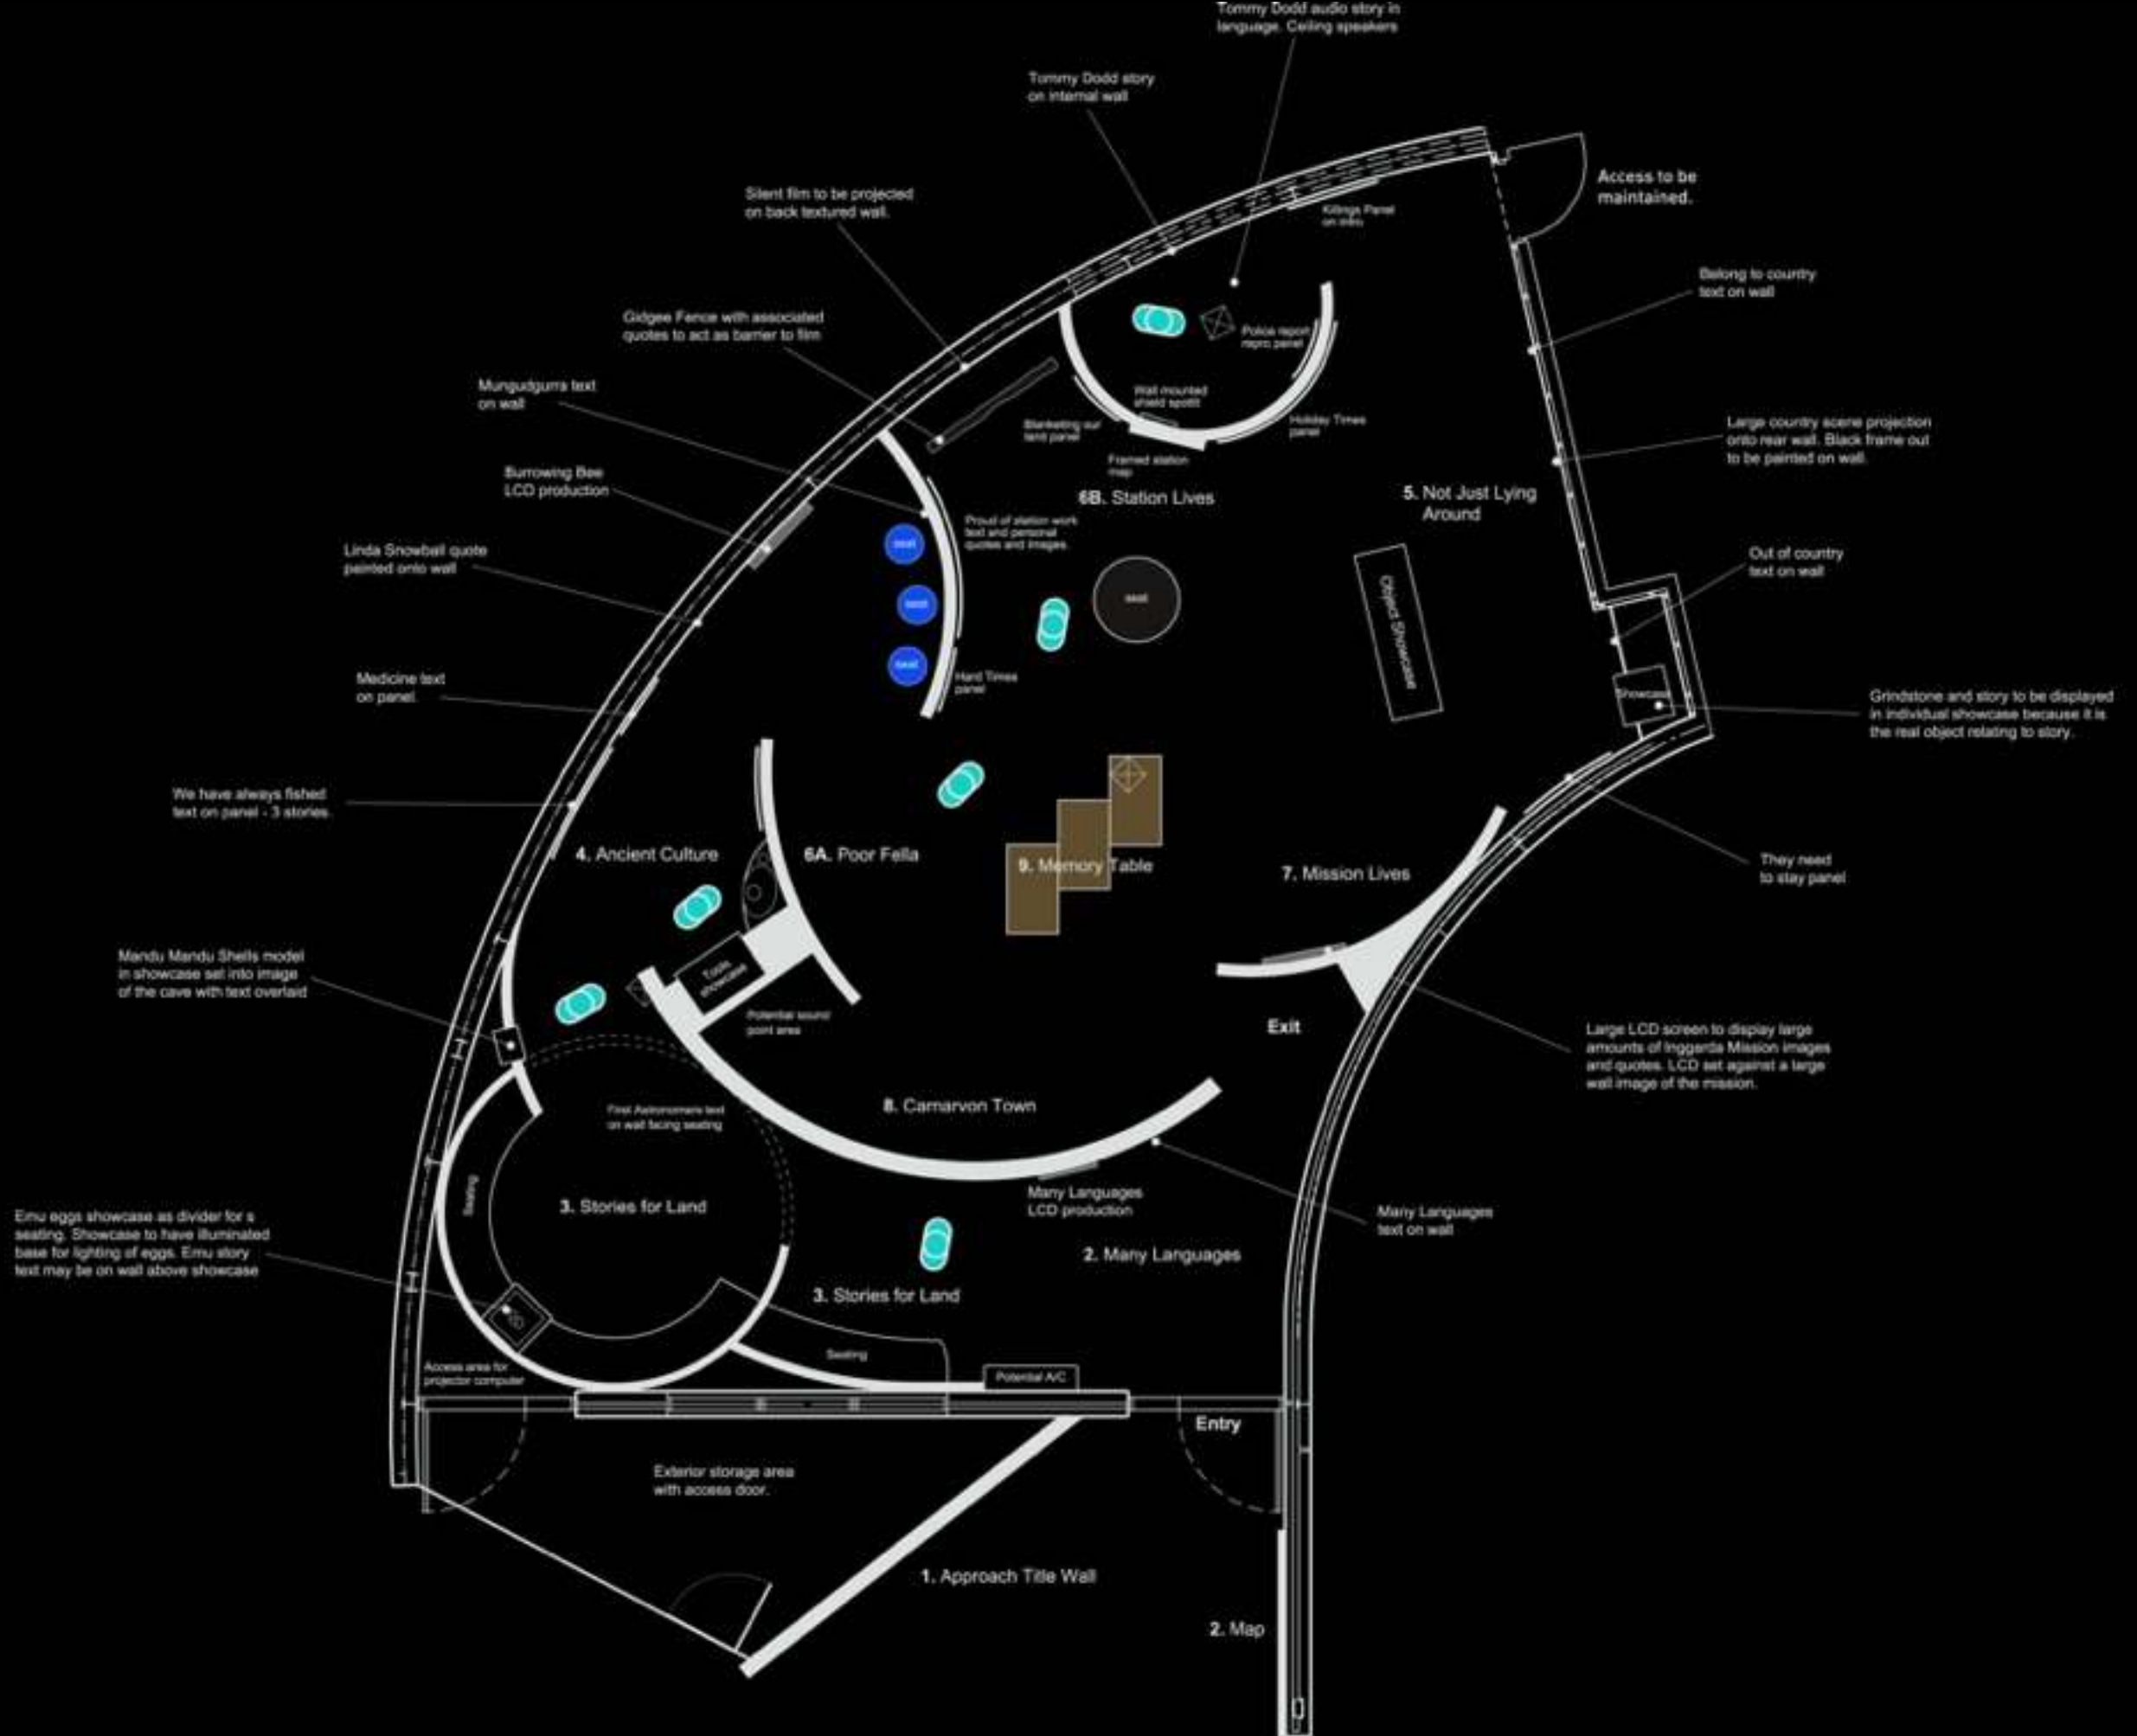 Tommy Dodd audio story in
language. Ceiling speakers
Tommy Dodd story
on internal wall
Access to be
maintained.
Silent film to be projected
on back textured wall.
Killings Panel
on intro
Belong to country
text on wall
Gidgee Fence with associated
quotes to act as barrier to film
Police report
repro panel
Mungudgurra text
on wall
Wall mounted
shield spotlit
Blanketing our
land panel
Holiday Times
panel
Large country scene projection
onto rear wall. Black frame out
to be painted on wall.
Framed station
map
Burrowing Bee
LCD production
6B. Station Lives
5. Not Just Lying
Around
Proud of station work
text and personal
quotes and images.
seat
seat
seat
seat
Linda Snowball quote
painted onto wall
Out of country
text on wall
Object Showcase
Hard Times
panel
Medicine text
on panel.
Showcase
Grindstone and story to be displayed
in individual showcase because it is
the real object relating to story.
We have always fished
text on panel - 3 stories.
4. Ancient Culture
6A. Poor Fella
9. Memory Table
7. Mission Lives
They need
to stay panel
Mandu Mandu Shells model
in showcase set into image
of the cave with text overlaid
Tools
showcase
Potential sound
point area
Exit
Large LCD screen to display large
amounts of Inggarda Mission images
and quotes. LCD set against a large
wall image of the mission.
First Astronomers text
on wall facing seating
8. Carnarvon Town
Seating
3. Stories for Land
Many Languages
LCD production
Many Languages
text on wall
Emu eggs showcase as divider for s
seating. Showcase to have illuminated
base for lighting of eggs. Emu story
text may be on wall above showcase
2. Many Languages
3. Stories for Land
Seating
Access area for
projector computer
Potential A/C
Entry
Exterior storage area
with access door.
1. Approach Title Wall
2. Map